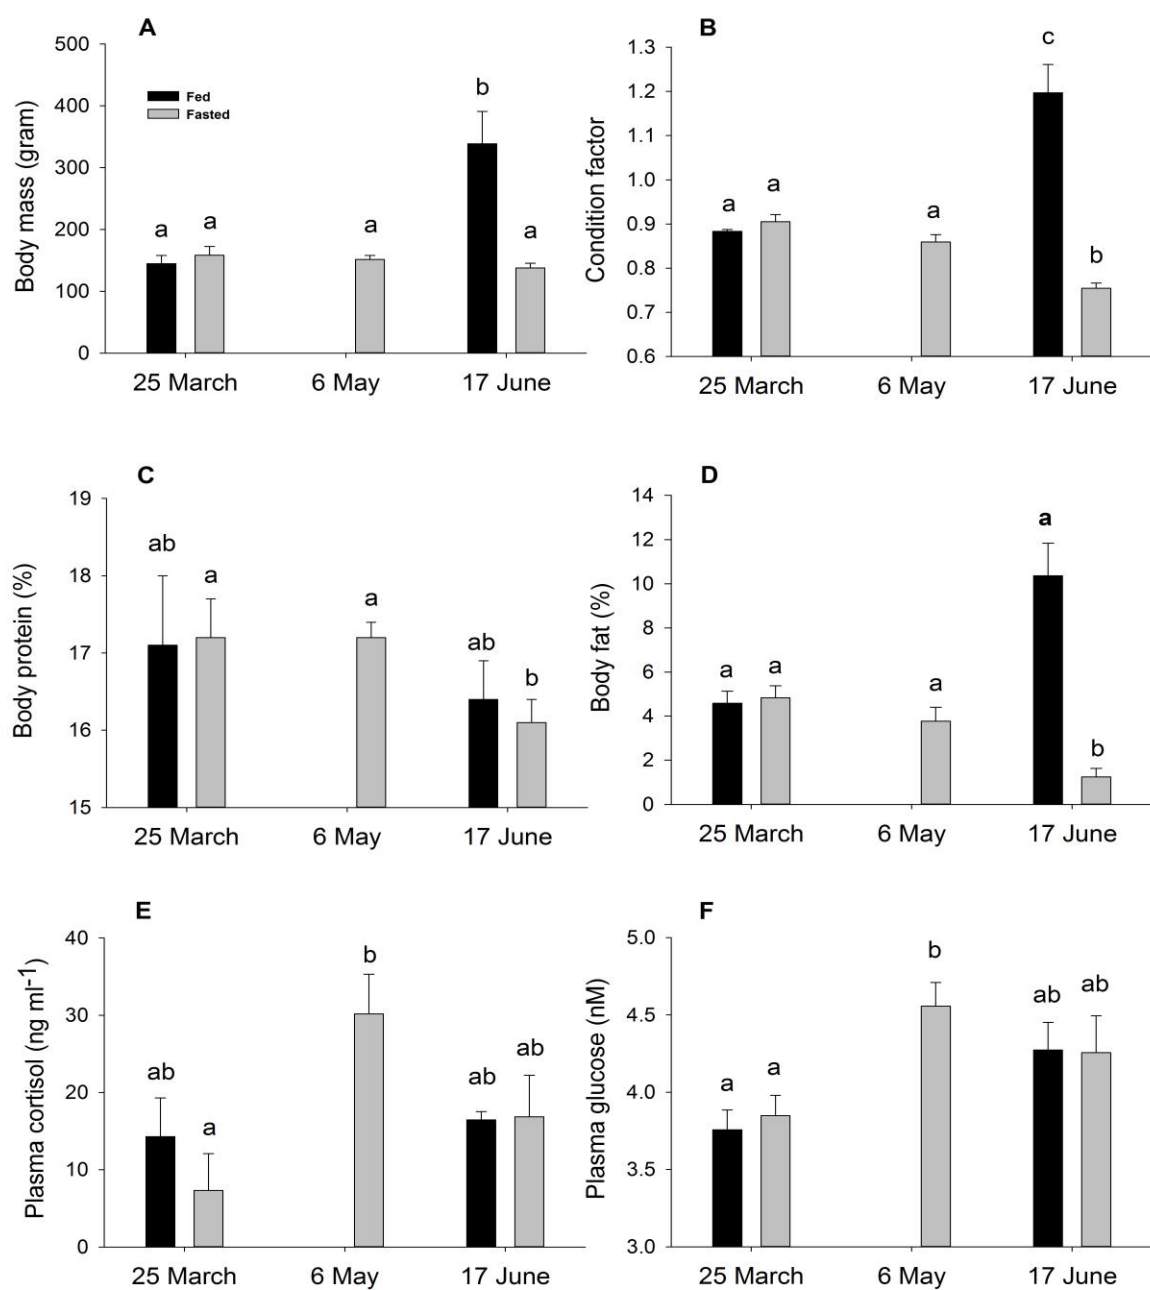 A
Body mass (gram)
500
400
300
200
100
0
Fed
Fasted
a
a
a
b
a
25 March
6 May
17 June
B
Condition factor
1.3
1.2
1.1
1.0
0.9
0.8
0.7
0.6
a
a
a
c
b
25 March
6 May
17 June
C
Body protein (%)
19
18
17
16
15
ab
a
a
ab
b
25 March
6 May
17 June
D
Body fat (%)
14
12
10
8
6
4
2
0
a
a
a
a
b
25 March
6 May
17 June
E
Plasma cortisol (ng ml-1)
40
30
20
10
0
ab
a
b
ab
ab
25 March
6 May
17 June
F
Plasma glucose (nM)
5.0
4.5
4.0
3.5
3.0
a
a
b
ab
ab
25 March
6 May
17 June